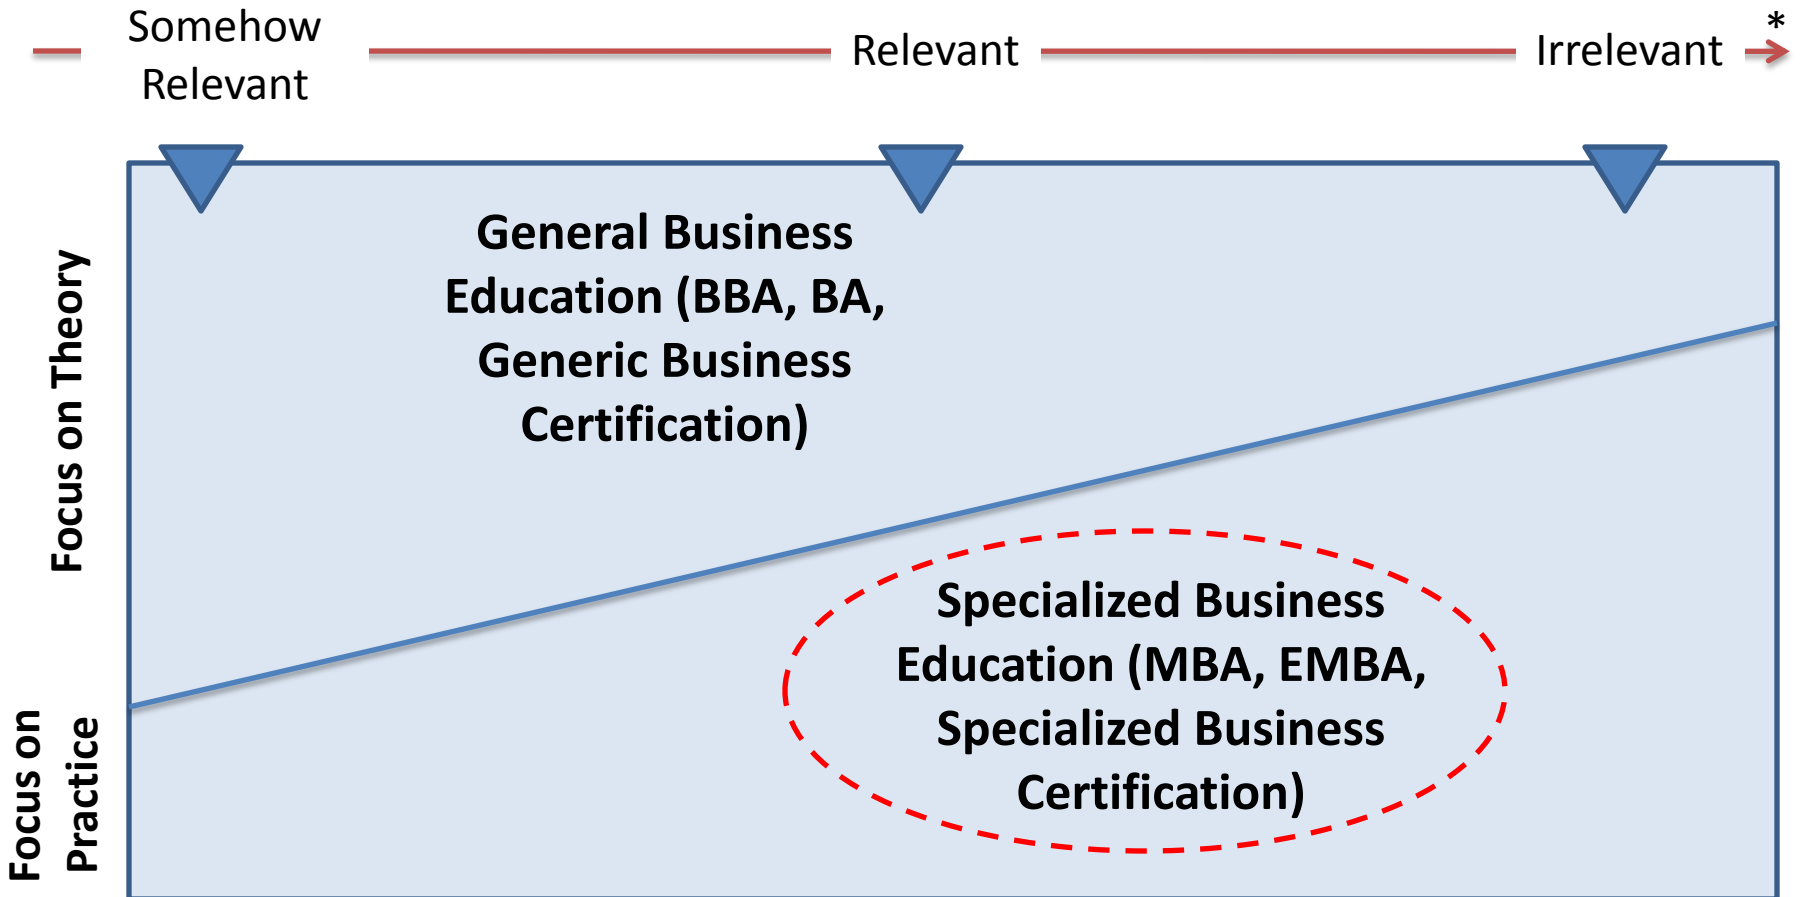 Somehow
Relevant
Relevant
Irrelevant
*
Focus on Theory
General Business
Education (BBA, BA,
Generic Business
Certification)
Focus on
Practice
Specialized Business
Education (MBA, EMBA,
Specialized Business
Certification)